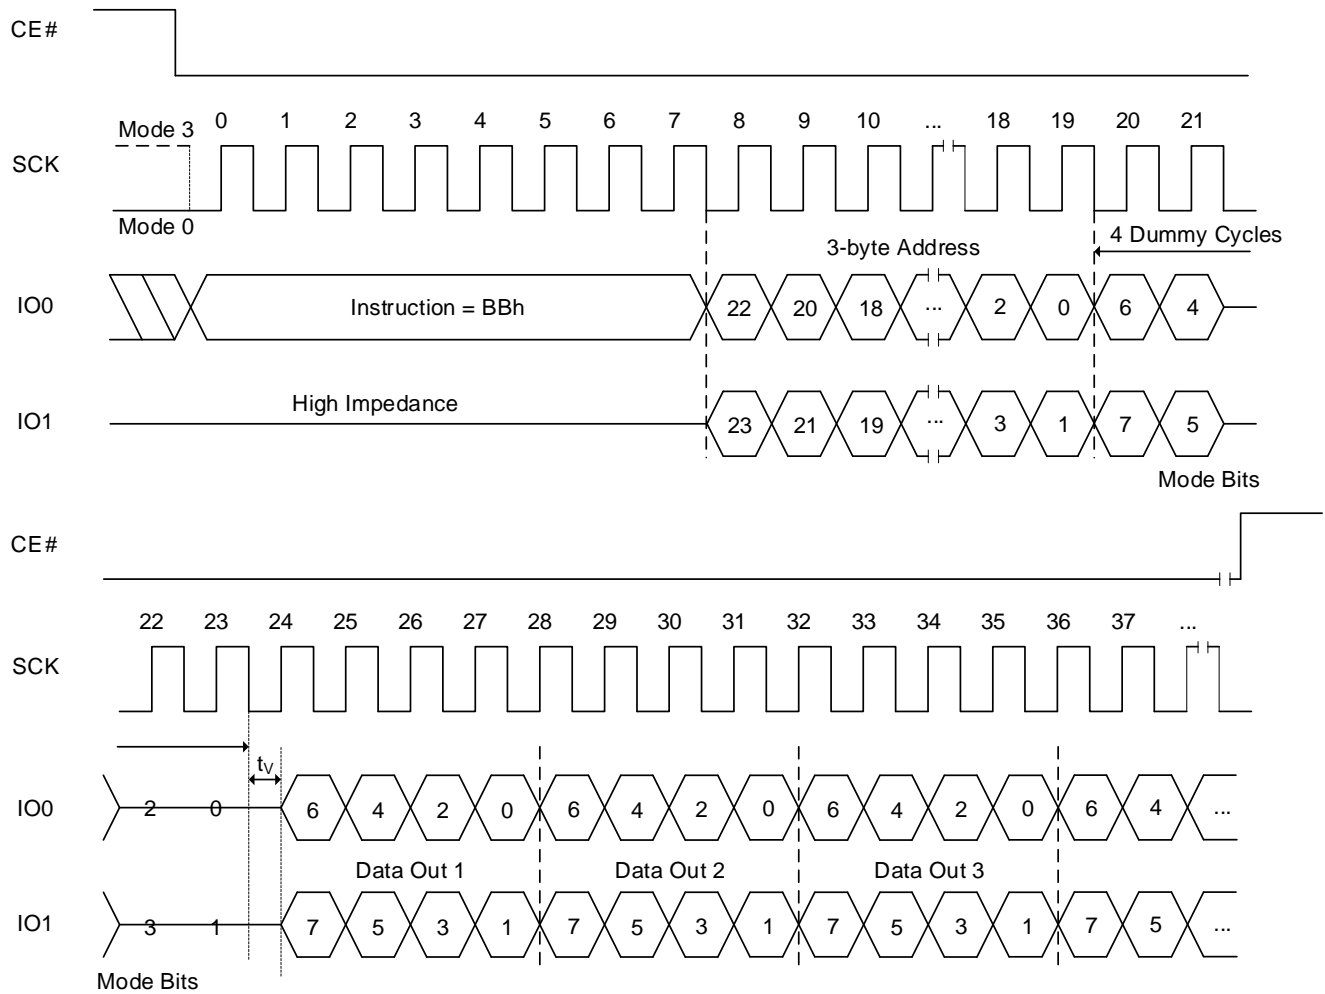 CE#
Mode 3 0 1 2 3 4 5 6 7 8 9 10 ... 18 19 20 21
SCK
Mode 0
3-byte Address 4 Dummy Cycles
IO0 Instruction = BBh 22 20 18 ... 2 0 6 4
High Impedance
IO1 23 21 19 ... 3 1 7 5
Mode Bits
CE#
22 23 24 25 26 27 28 29 30 31 32 33 34 35 36 37 ...
SCK
tV
IO0 2 0 6 4 2 0 6 4 2 0 6 4 2 0 6 4 ...
Data Out 1 Data Out 2 Data Out 3
IO1 3 1 7 5 3 1 7 5 3 1 7 5 3 1 7 5 ...
Mode Bits